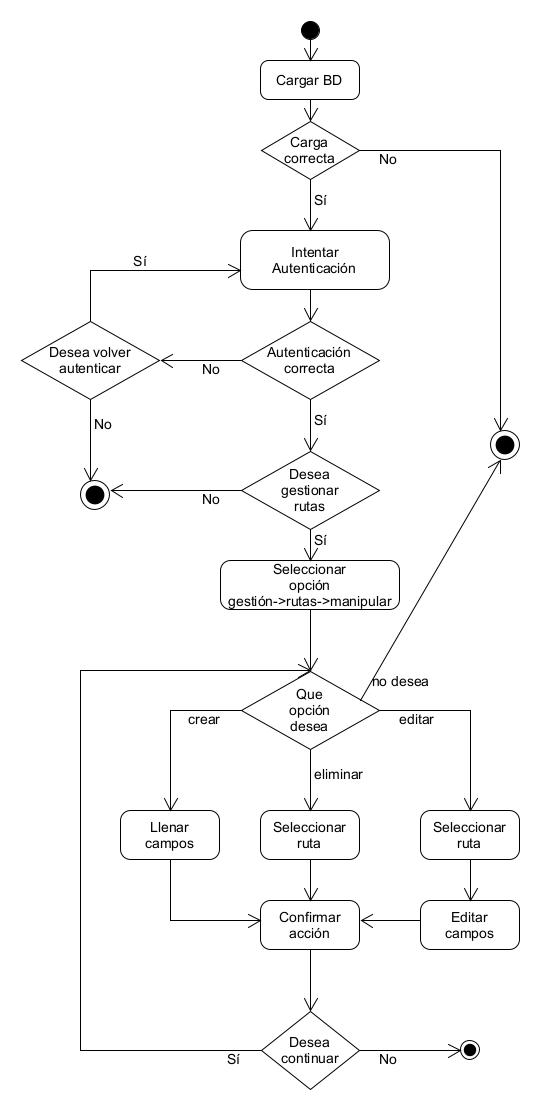 Cargar BD
Carga
correcta
No
Sí
Intentar
Autenticación
Sí
Desea volver
autenticar
No
Autenticación
correcta
No
Sí
Desea
gestionar
rutas
No
Sí
Seleccionar
opción
gestión->rutas->manipular
no desea
Que
opción
desea
crear
editar
eliminar
Llenar
campos
Seleccionar
ruta
Seleccionar
ruta
Confirmar
acción
Editar
campos
Desea
continuar
Sí
No